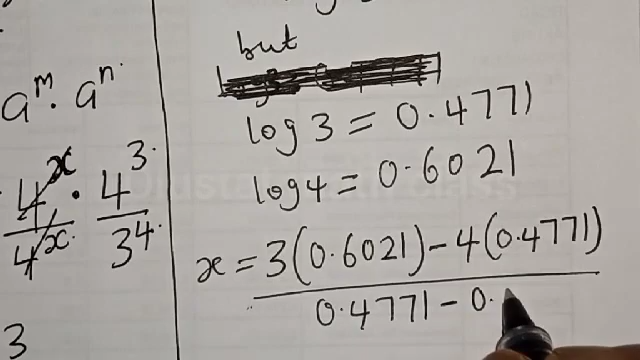 but
a^m · a^n
log 3 = 0.4771
log 4 = 0.6021
4^x/4^x · 4^3/3^4
x = 3(0.6021) - 4(0.4771)
0.4771 - 0.
3